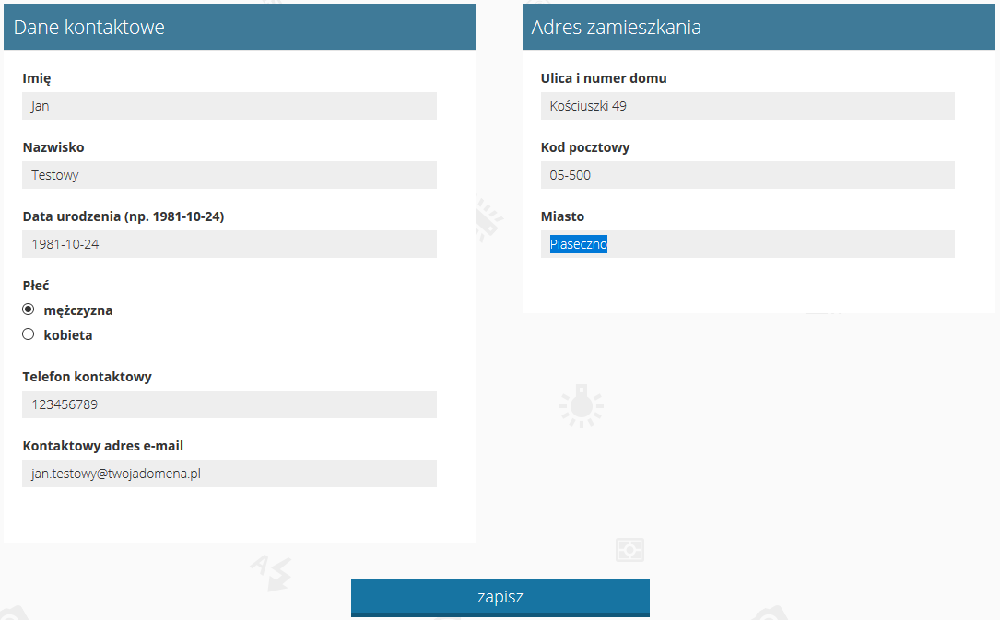 Dane kontaktowe
Imię
Jan
Nazwisko
Testowy
Data urodzenia (np. 1981-10-24)
1981-10-24
Płeć
mężczyzna
kobieta
Telefon kontaktowy
123456789
Kontaktowy adres e-mail
jan.testowy@twojadomena.pl
Adres zamieszkania
Ulica i numer domu
Kościuszki 49
Kod pocztowy
05-500
Miasto
Piaseczno
A
zapisz